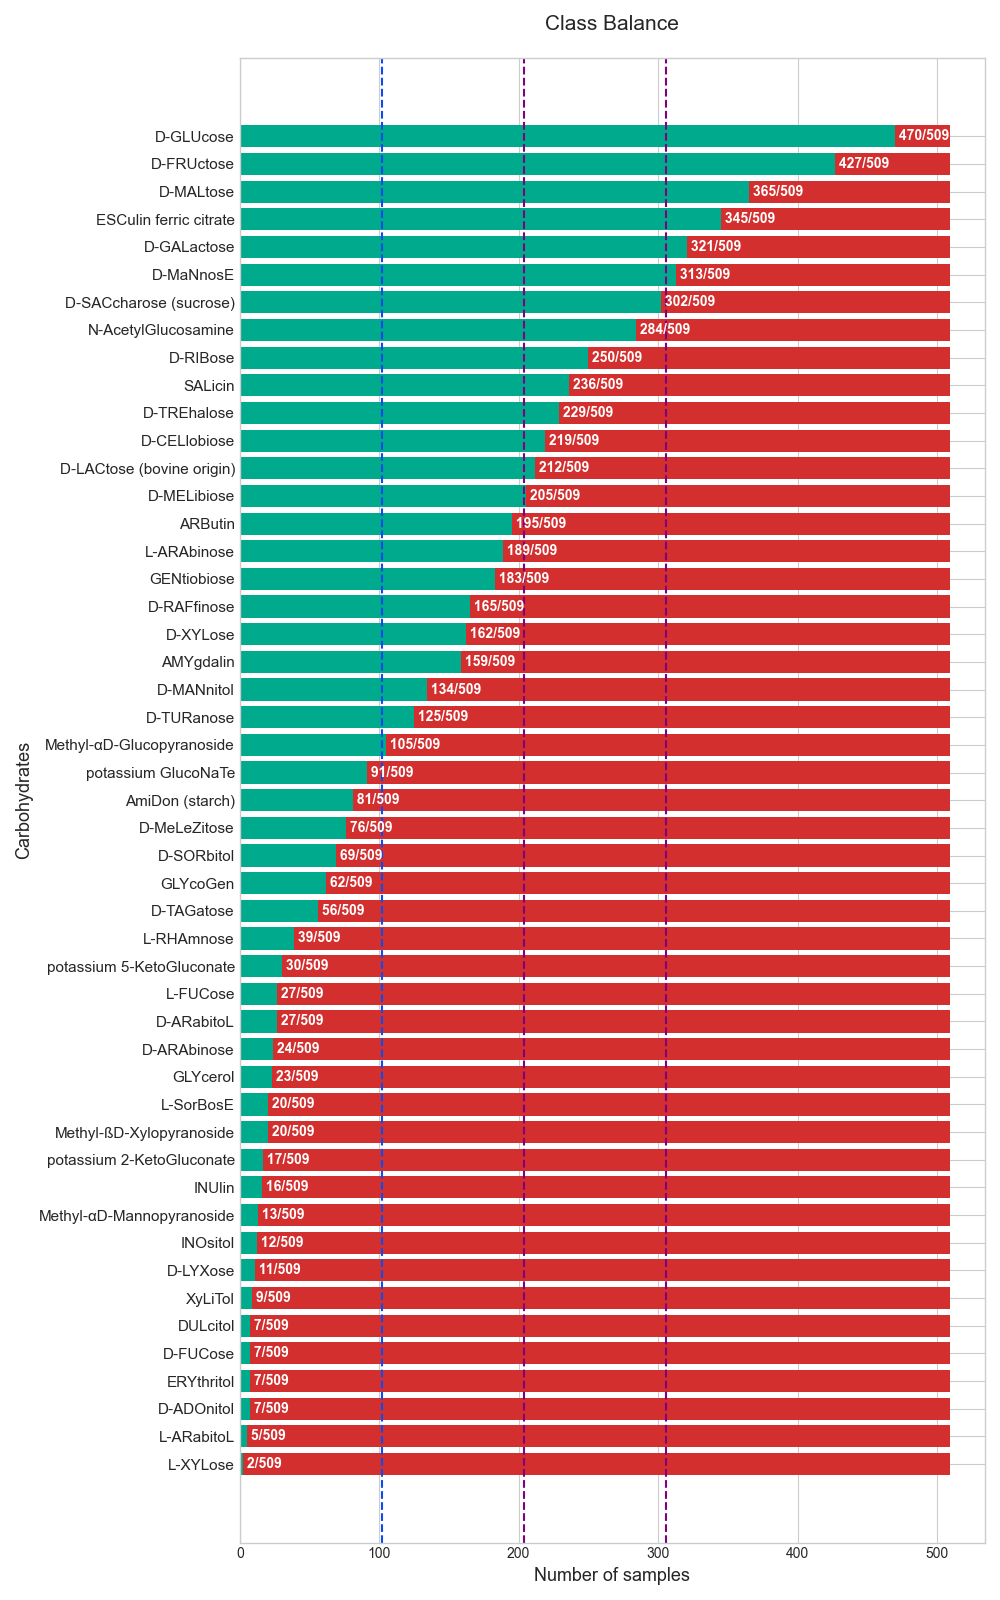 Class Balance
D-GLUcose 470/509
D-FRUctose 427/509
D-MALtose 365/509
ESCulin ferric citrate 345/509
D-GALactose 321/509
D-MaNnosE 313/509
D-SACcharose (sucrose) 302/509
N-AcetylGlucosamine 284/509
D-RIBose 250/509
SALicin 236/509
D-TREhalose 229/509
D-CELlobiose 219/509
D-LACtose (bovine origin) 212/509
D-MELibiose 205/509
ARButin 195/509
L-ARAbinose 189/509
GENtiobiose 183/509
D-RAFfinose 165/509
D-XYLose 162/509
AMYgdalin 159/509
D-MANnitol 134/509
D-TURanose 125/509
Methyl-αD-Glucopyranoside 105/509
potassium GlucoNaTe 91/509
AmiDon (starch) 81/509
D-MeLeZitose 76/509
D-SORbitol 69/509
GLYcoGen 62/509
D-TAGatose 56/509
L-RHAmnose 39/509
potassium 5-KetoGluconate 30/509
L-FUCose 27/509
D-ARabitoL 27/509
D-ARAbinose 24/509
GLYcerol 23/509
L-SorBosE 20/509
Methyl-ßD-Xylopyranoside 20/509
potassium 2-KetoGluconate 17/509
INUlin 16/509
Methyl-αD-Mannopyranoside 13/509
INOsitol 12/509
D-LYXose 11/509
XyLiTol 9/509
DULcitol 7/509
D-FUCose 7/509
ERYthritol 7/509
D-ADOnitol 7/509
L-ARabitoL 5/509
L-XYLose 2/509
0 100 200 300 400 500
Number of samples
Carbohydrates